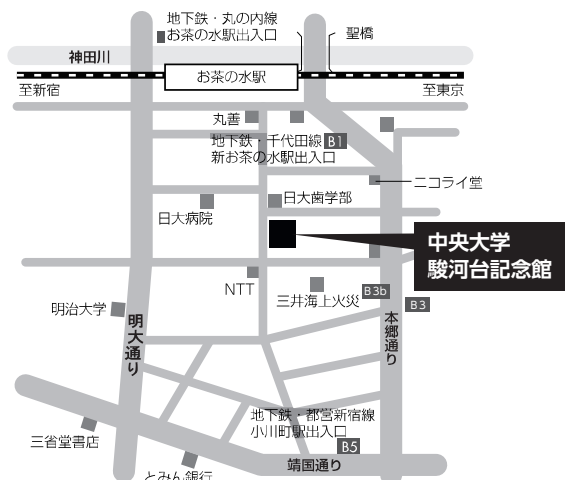 地下鉄・丸の内線
お茶の水駅出入口
聖橋
神田川
お茶の水駅
至新宿
至東京
丸善
地下鉄・千代田線 B1
新お茶の水駅出入口
ニコライ堂
日大歯学部
日大病院
中央大学
駿河台記念館
NTT
三井海上火災
B3b
B3
明治大学
明大通り
本郷通り
地下鉄・都営新宿線
小川町駅出入口
B5
三省堂書店
靖国通り
とみん銀行